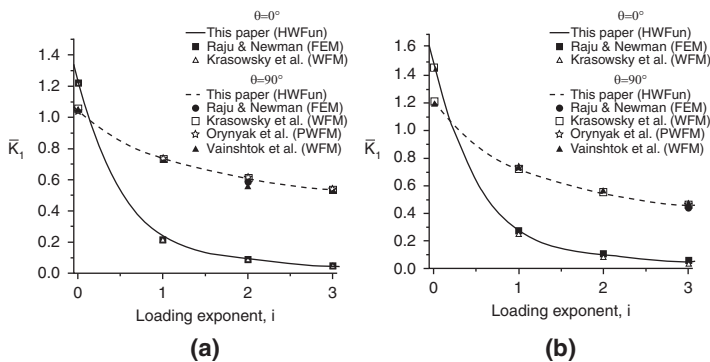 θ=0°
This paper (HWFun)
Raju & Newman (FEM)
Krasowsky et al. (WFM)
θ=90°
This paper (HWFun)
Raju & Newman (FEM)
Krasowsky et al. (WFM)
Orynyak et al. (PWFM)
Vainshtok et al. (WFM)
1.4
1.2
1.0
0.8
0.6
0.4
0.2
0.0
K̅₁
0 1 2 3
Loading exponent, i
(a)
θ=0°
This paper (HWFun)
Raju & Newman (FEM)
Krasowsky et al. (WFM)
θ=90°
This paper (HWFun)
Raju & Newman (FEM)
Krasowsky et al. (WFM)
Orynyak et al. (PWFM)
Vainshtok et al. (WFM)
1.6
1.4
1.2
1.0
0.8
0.6
0.4
0.2
0.0
K̅₁
0 1 2 3
Loading exponent, i
(b)